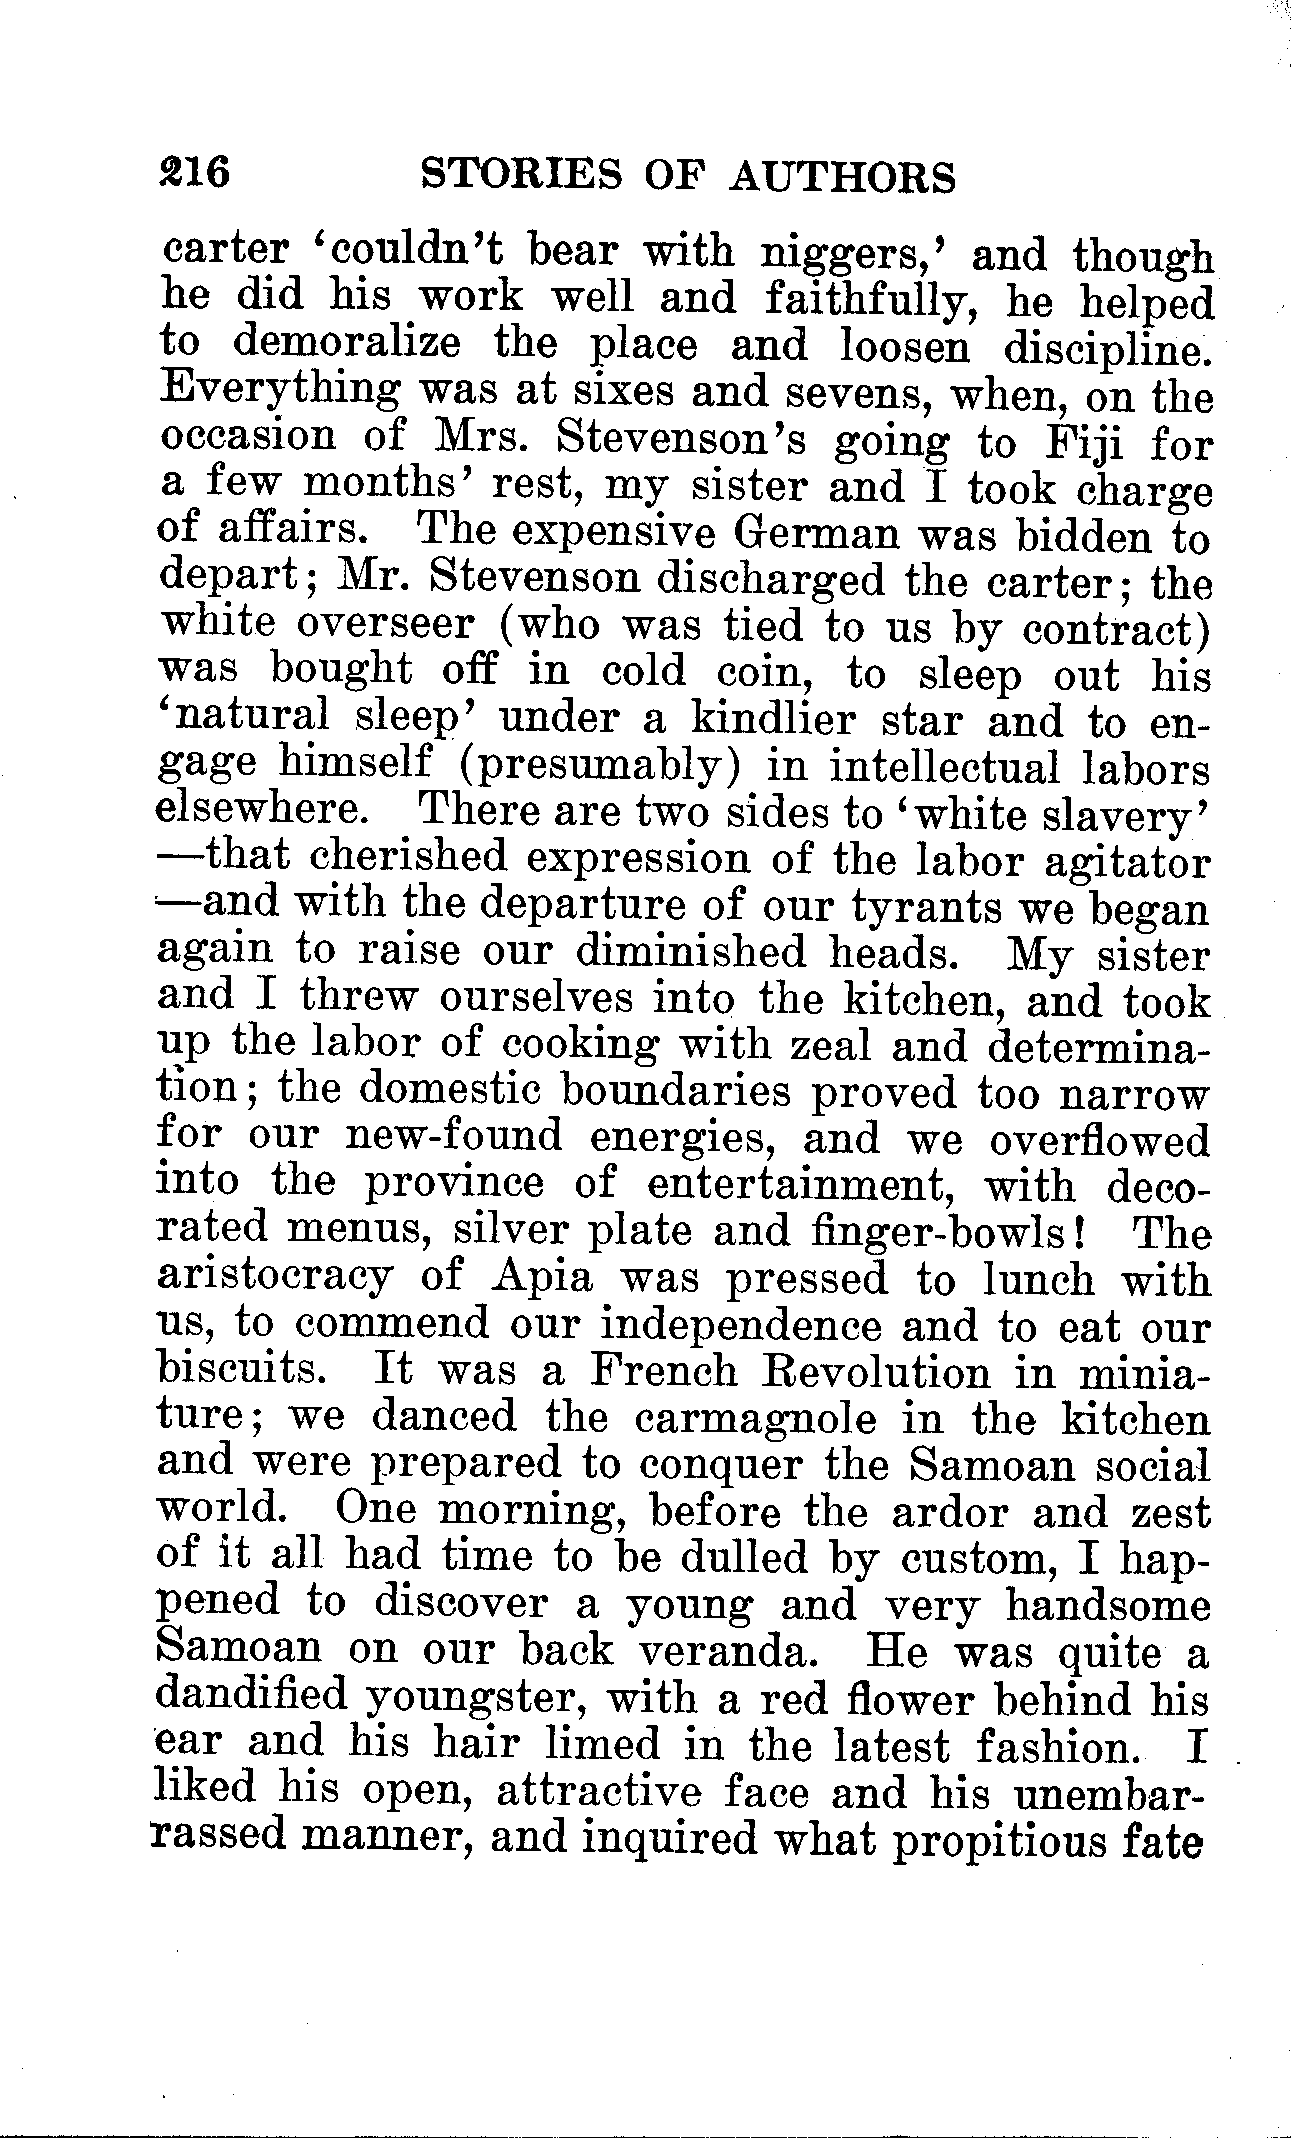 216 STORIES OF AUTHORS
carter 'couldn't bear with niggers,' and though
he did his work well and faithfully, he helped
to demoralize the place and loosen discipline.
Everything was at sixes and sevens, when, on the
occasion of Mrs. Stevenson's going to Fiji for
a few months' rest, my sister and I took charge
of affairs. The expensive German was bidden to
depart; Mr. Stevenson discharged the carter; the
white overseer (who was tied to us by contract)
was bought off in cold coin, to sleep out his
'natural sleep' under a kindlier star and to en-
gage himself (presumably) in intellectual labors
elsewhere. There are two sides to 'white slavery'
—that cherished expression of the labor agitator
—and with the departure of our tyrants we began
again to raise our diminished heads. My sister
and I threw ourselves into the kitchen, and took
up the labor of cooking with zeal and determina-
tion; the domestic boundaries proved too narrow
for our new-found energies, and we overflowed
into the province of entertainment, with deco-
rated menus, silver plate and finger-bowls! The
aristocracy of Apia was pressed to lunch with
us, to commend our independence and to eat our
biscuits. It was a French Revolution in minia-
ture; we danced the carmagnole in the kitchen
and were prepared to conquer the Samoan social
world. One morning, before the ardor and zest
of it all had time to be dulled by custom, I hap-
pened to discover a young and very handsome
Samoan on our back veranda. He was quite a
dandified youngster, with a red flower behind his
ear and his hair limed in the latest fashion. I
liked his open, attractive face and his unembar-
rassed manner, and inquired what propitious fate